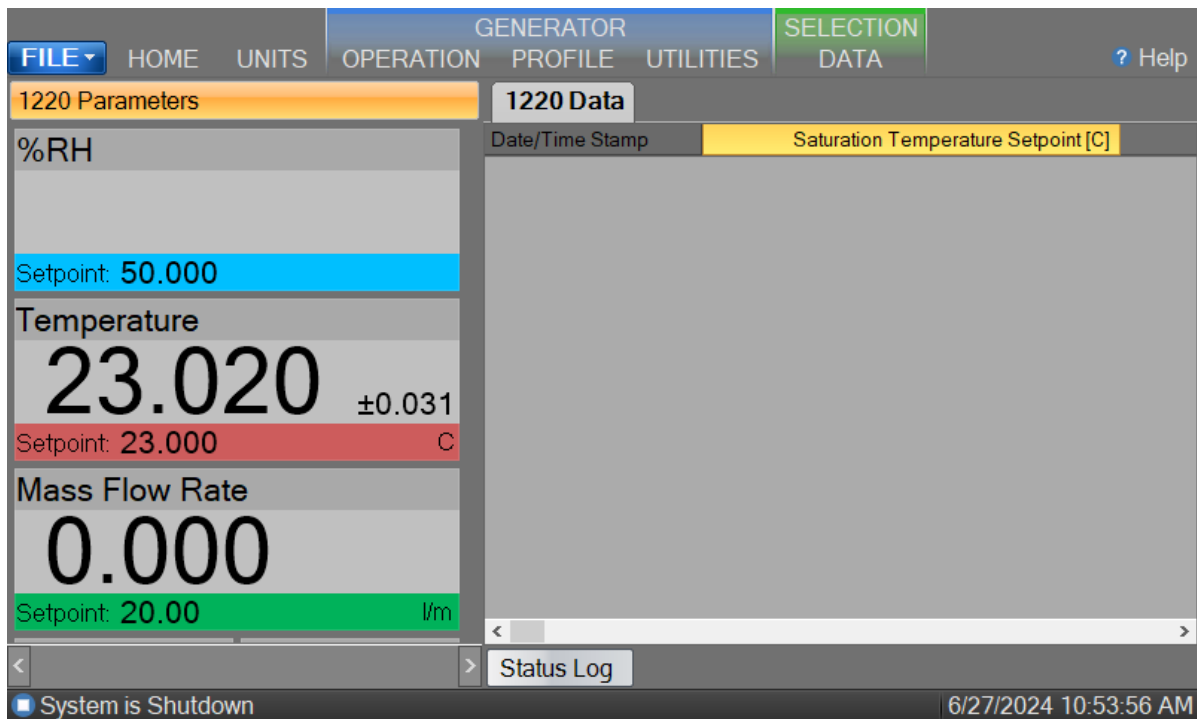 GENERATOR SELECTION
FILE HOME UNITS OPERATION PROFILE UTILITIES DATA ? Help
1220 Parameters
%RH
Setpoint: 50.000
Temperature
23.020 ±0.031
Setpoint: 23.000 C
Mass Flow Rate
0.000
Setpoint: 20.00 l/m
1220 Data
Date/Time Stamp Saturation Temperature Setpoint [C]
Status Log
System is Shutdown 6/27/2024 10:53:56 AM